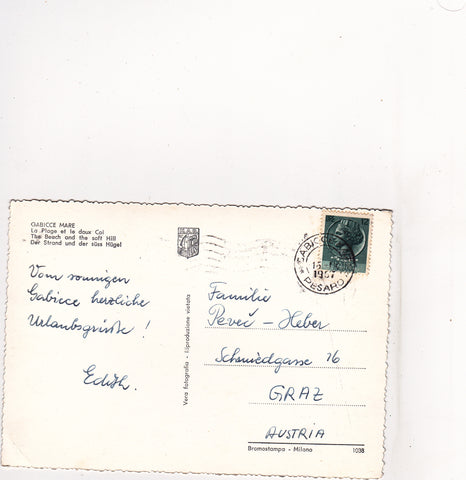 GABICCE MARE
La Plage et le doux Col
The Beach and the soft Hill
Der Strand und der süss Hügel
Vom sonnigen
Gabicce herzliche
Urlaubsgrüße !
Edith.
Vera fotografia - Riproduzione vietata
GABICCE
1957
PESARO
Familie
Peveč - Heber
Schmiedgasse 26
GRAZ
AUSTRIA
Bromostampa - Milano
1038